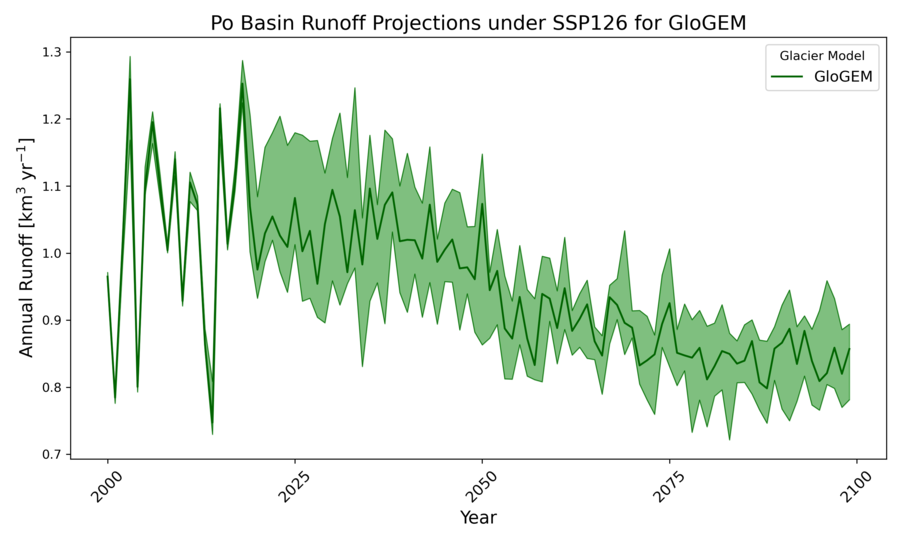 Po Basin Runoff Projections under SSP126 for GloGEM
Glacier Model
GloGEM
Annual Runoff [km³ yr⁻¹]
1.3
1.2
1.1
1.0
0.9
0.8
0.7
2000
2025
2050
2075
2100
Year